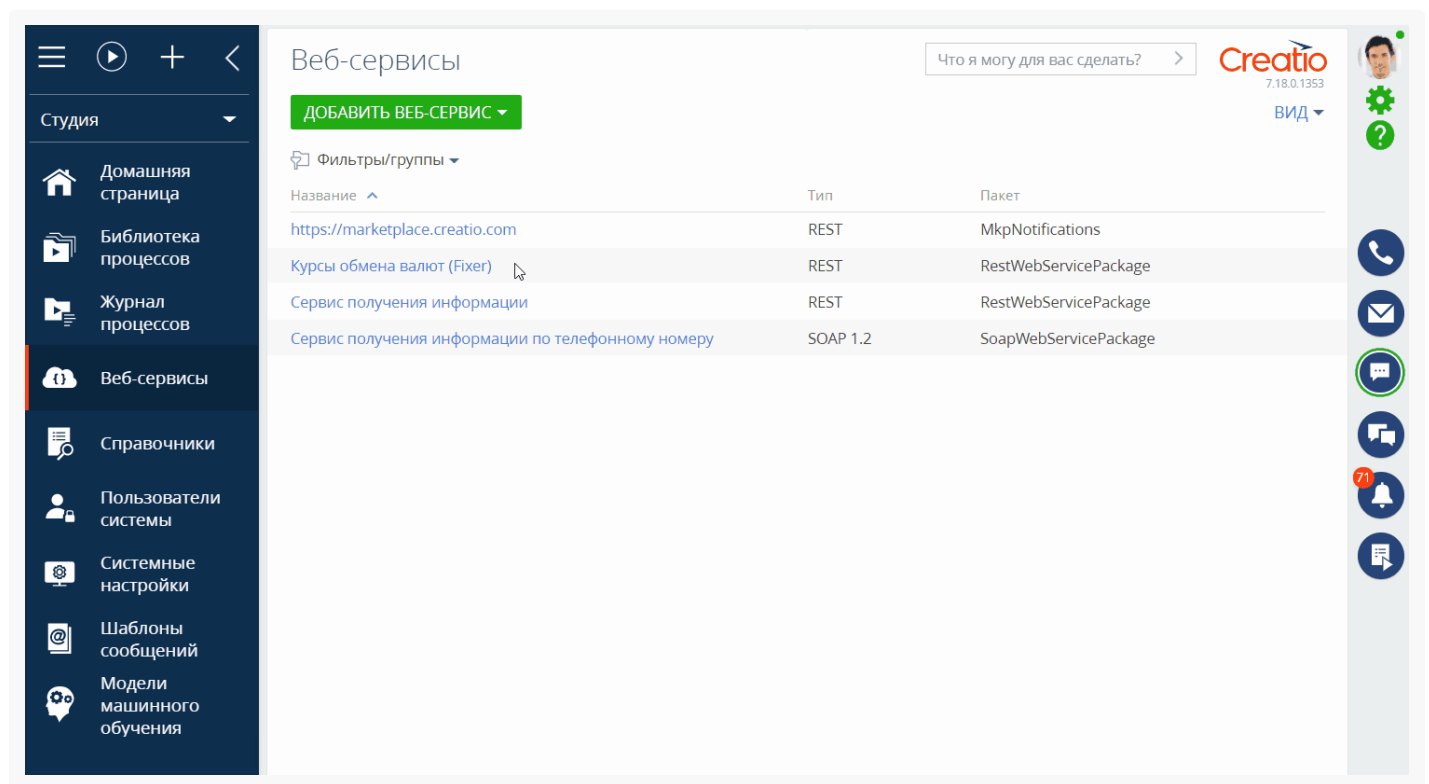 Студия
Домашняя
страница
Библиотека
процессов
Журнал
процессов
Веб-сервисы
Справочники
Пользователи
системы
Системные
настройки
Шаблоны
сообщений
Модели
машинного
обучения
Веб-сервисы
Что я могу для вас сделать?
Creatio
7.18.0.1353
ДОБАВИТЬ ВЕБ-СЕРВИС
ВИД
Фильтры/группы
Название Тип Пакет
https://marketplace.creatio.com REST MkpNotifications
Курсы обмена валют (Fixer) REST RestWebServicePackage
Сервис получения информации REST RestWebServicePackage
Сервис получения информации по телефонному номеру SOAP 1.2 SoapWebServicePackage
71